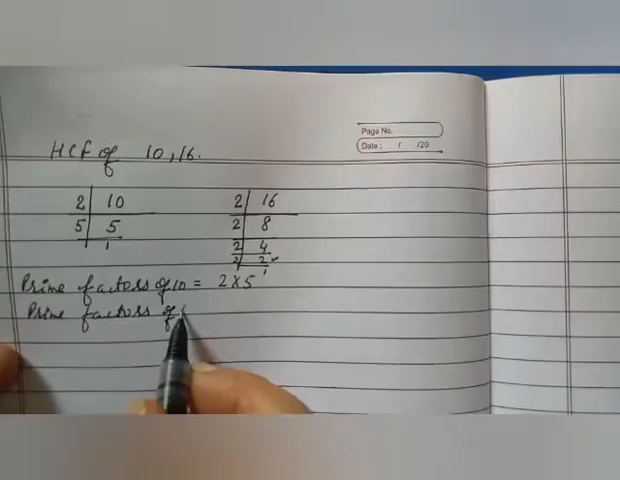 Page No.
Date : / /20
HCF of 10, 16.
2 10 2 16
5 5 2 8
1 2 4
2 2
1
Prime factors of 10 = 2 x 5
Prime factors of 1